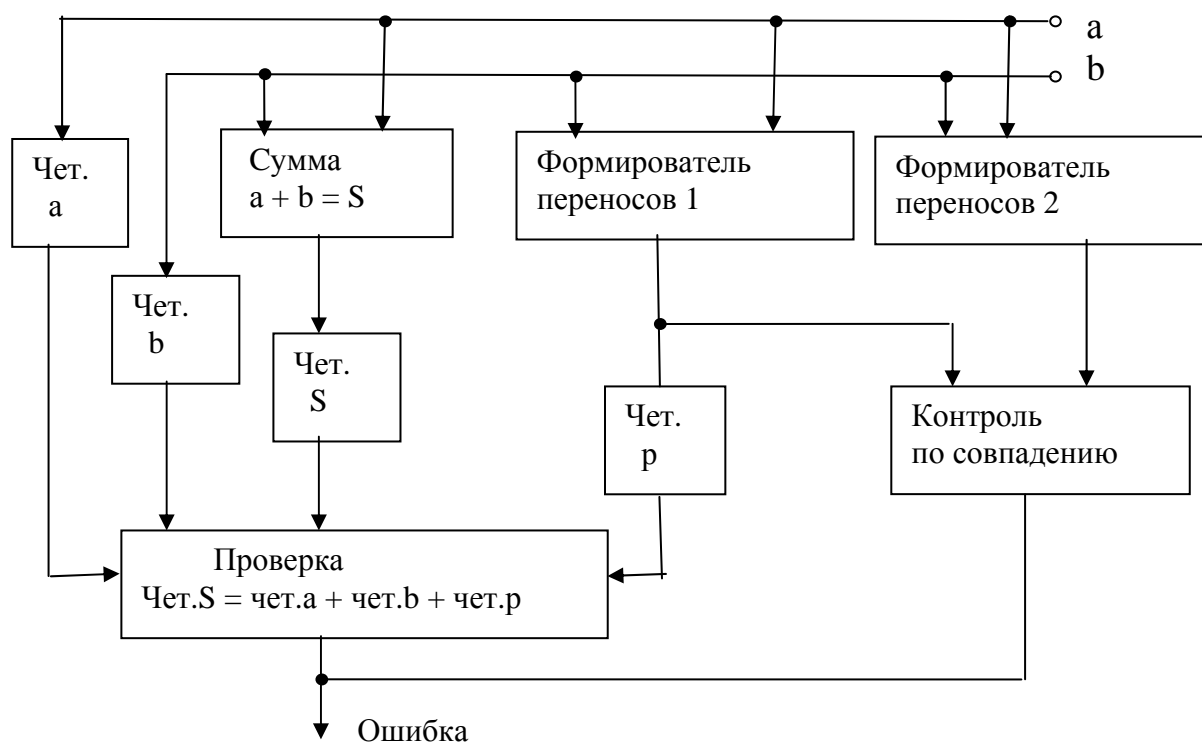 a
b
Чет.
a
Сумма
a + b = S
Формирователь
переносов 1
Формирователь
переносов 2
Чет.
b
Чет.
S
Чет.
p
Контроль
по совпадению
Проверка
Чет.S = чет.a + чет.b + чет.p
Ошибка